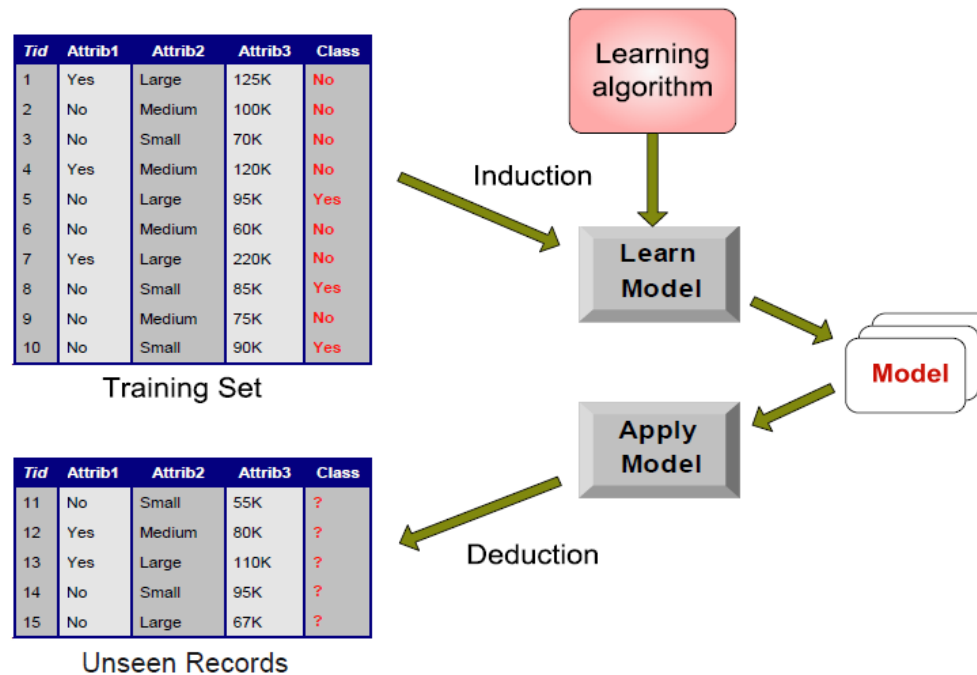 Tid Attrib1 Attrib2 Attrib3 Class
1 Yes Large 125K No
2 No Medium 100K No
3 No Small 70K No
4 Yes Medium 120K No
5 No Large 95K Yes
6 No Medium 60K No
7 Yes Large 220K No
8 No Small 85K Yes
9 No Medium 75K No
10 No Small 90K Yes
Training Set
Learning
algorithm
Induction
Learn
Model
Model
Apply
Model
Deduction
Tid Attrib1 Attrib2 Attrib3 Class
11 No Small 55K ?
12 Yes Medium 80K ?
13 Yes Large 110K ?
14 No Small 95K ?
15 No Large 67K ?
Unseen Records